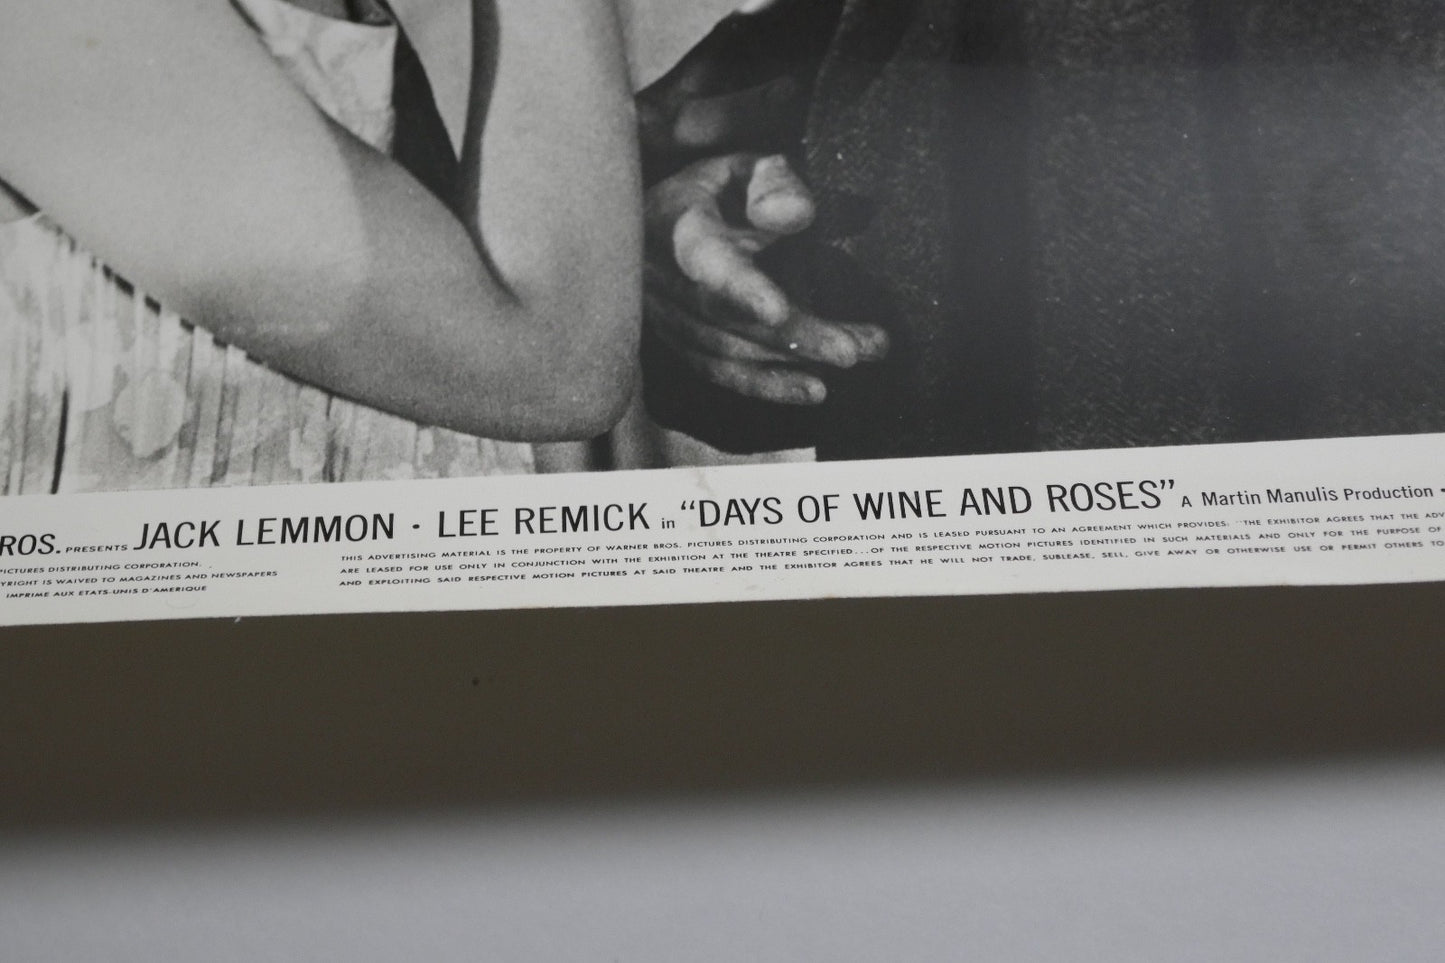 ROS. PRESENTS JACK LEMMON · LEE REMICK in "DAYS OF WINE AND ROSES" A Martin Manulis Production ·
ICTURES DISTRIBUTING CORPORATION.
YRIGHT IS WAIVED TO MAGAZINES AND NEWSPAPERS
IMPRIME AUX ETATS-UNIS D'AMERIQUE
THIS ADVERTISING MATERIAL IS THE PROPERTY OF WARNER BROS. PICTURES DISTRIBUTING CORPORATION AND IS LEASED PURSUANT TO AN AGREEMENT WHICH PROVIDES: "THE EXHIBITOR AGREES THAT THE ADV
ARE LEASED FOR USE ONLY IN CONJUNCTION WITH THE EXHIBITION AT THE THEATRE SPECIFIED...OF THE RESPECTIVE MOTION PICTURES IDENTIFIED IN SUCH MATERIALS AND ONLY FOR THE PURPOSE OF
AND EXPLOITING SAID RESPECTIVE MOTION PICTURES AT SAID THEATRE AND THE EXHIBITOR AGREES THAT HE WILL NOT TRADE, SUBLEASE, SELL, GIVE AWAY OR OTHERWISE USE OR PERMIT OTHERS TO